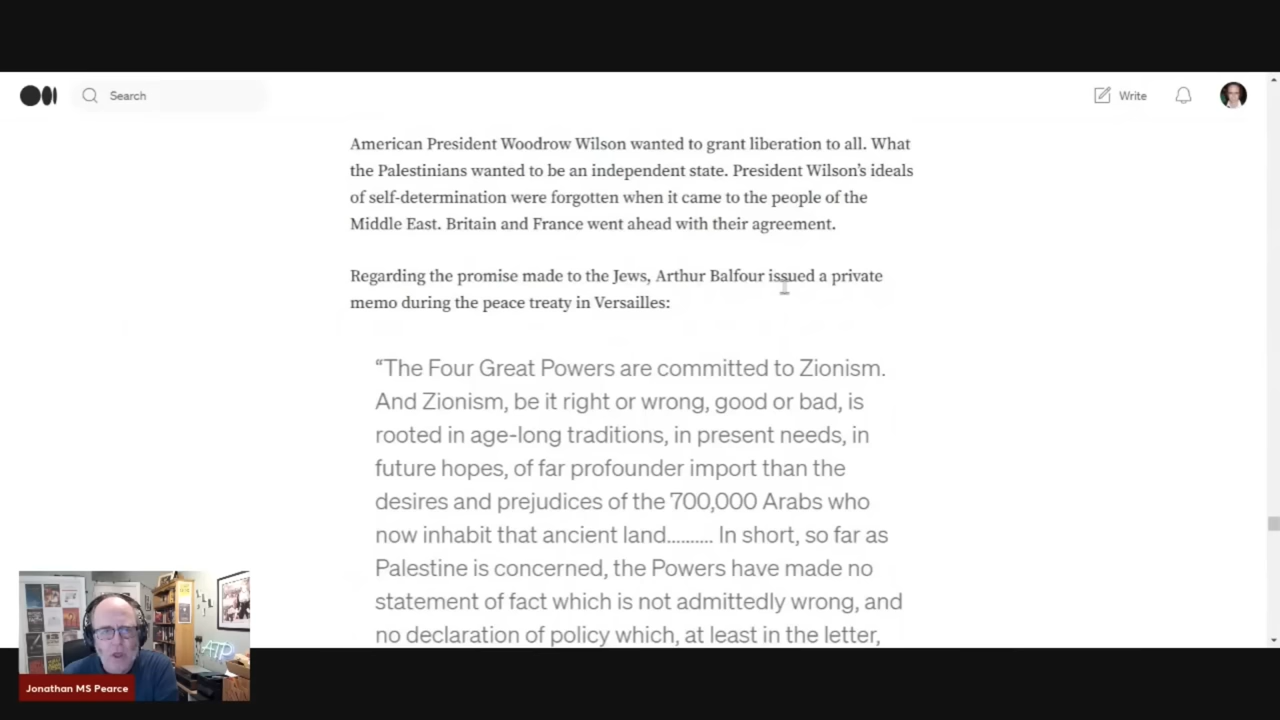 Search
Write
American President Woodrow Wilson wanted to grant liberation to all. What
the Palestinians wanted to be an independent state. President Wilson’s ideals
of self-determination were forgotten when it came to the people of the
Middle East. Britain and France went ahead with their agreement.
Regarding the promise made to the Jews, Arthur Balfour issued a private
memo during the peace treaty in Versailles:
“The Four Great Powers are committed to Zionism.
And Zionism, be it right or wrong, good or bad, is
rooted in age-long traditions, in present needs, in
future hopes, of far profounder import than the
desires and prejudices of the 700,000 Arabs who
now inhabit that ancient land.......... In short, so far as
Palestine is concerned, the Powers have made no
statement of fact which is not admittedly wrong, and
no declaration of policy which, at least in the letter,
ATP
Jonathan MS Pearce